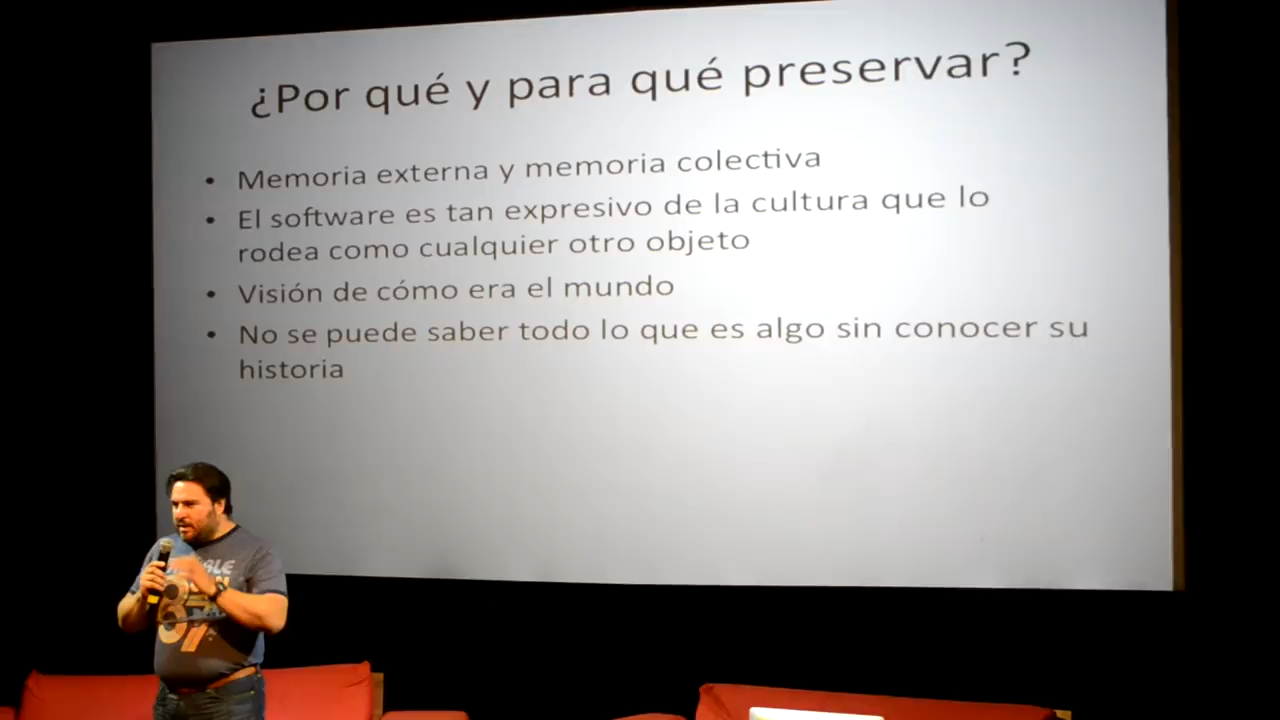 ¿Por qué y para qué preservar?
• Memoria externa y memoria colectiva
• El software es tan expresivo de la cultura que lo
rodea como cualquier otro objeto
• Visión de cómo era el mundo
• No se puede saber todo lo que es algo sin conocer su
historia
87